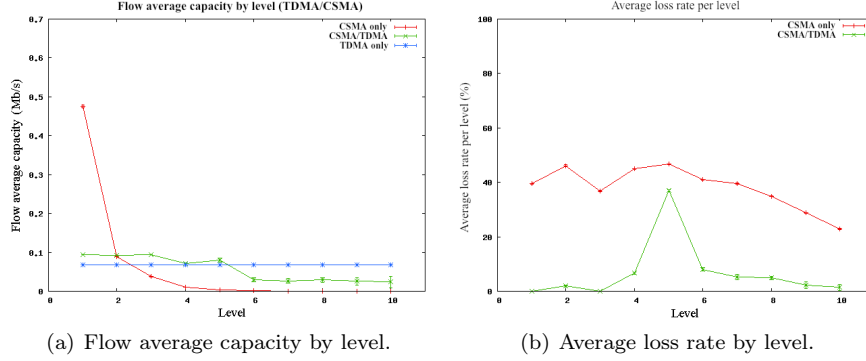 Flow average capacity by level (TDMA/CSMA)
0.7
0.6
0.5
0.4
0.3
0.2
0.1
0
0
2
4
6
8
10
Flow average capacity (Mb/s)
Level
CSMA only
CSMA/TDMA
TDMA only
(a) Flow average capacity by level.
Average loss rate per level
100
80
60
40
20
0
0
2
4
6
8
10
Average loss rate per level (%)
Level
CSMA only
CSMA/TDMA
(b) Average loss rate by level.